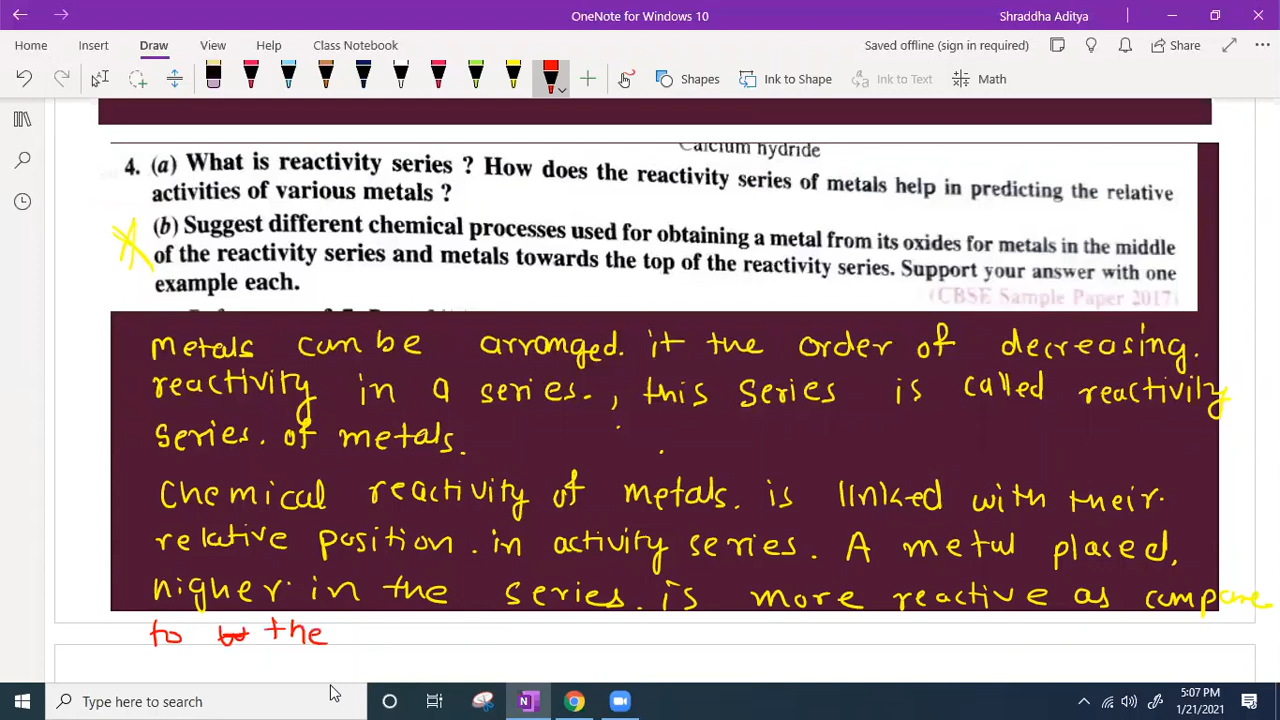 OneNote for Windows 10
Shraddha Aditya
Home Insert Draw View Help Class Notebook
Saved offline (sign in required)
Share
Shapes
Ink to Shape
Ink to Text
Math
Calcium hydride
4. (a) What is reactivity series ? How does the reactivity series of metals help in predicting the relative
activities of various metals ?
(b) Suggest different chemical processes used for obtaining a metal from its oxides for metals in the middle
of the reactivity series and metals towards the top of the reactivity series. Support your answer with one
example each.
(CBSE Sample Paper 2017)
Metals can be arranged. it the order of decreasing.
reactivity in a series. , this series is called reactivity
series. of metals.
Chemical reactivity of metals. is linked with their.
relative position. in activity series. A metal placed,
higher. in the series. is more reactive as compare
to the
Type here to search
5:07 PM
1/21/2021